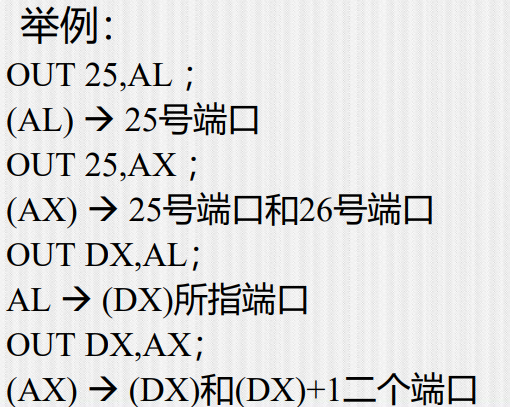 举例：
OUT 25,AL；
(AL) → 25号端口
OUT 25,AX；
(AX) → 25号端口和26号端口
OUT DX,AL；
AL → (DX)所指端口
OUT DX,AX；
(AX) → (DX)和(DX)+1二个端口